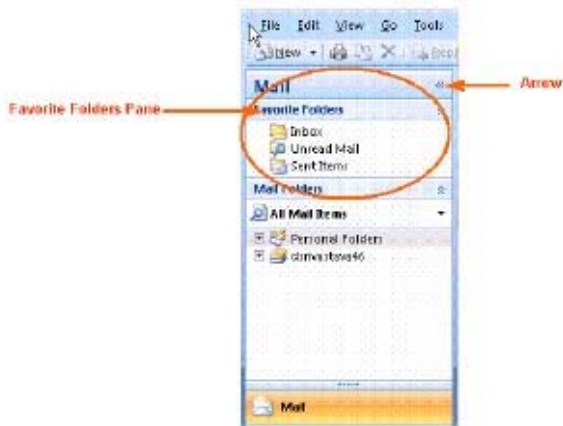 File Edit View Go Tools
New
Mail
Arrow
Favorite Folders Pane
Favorite Folders
Inbox
Unread Mail
Sent Items
Mail Folders
All Mail Items
Personal Folders
Mail